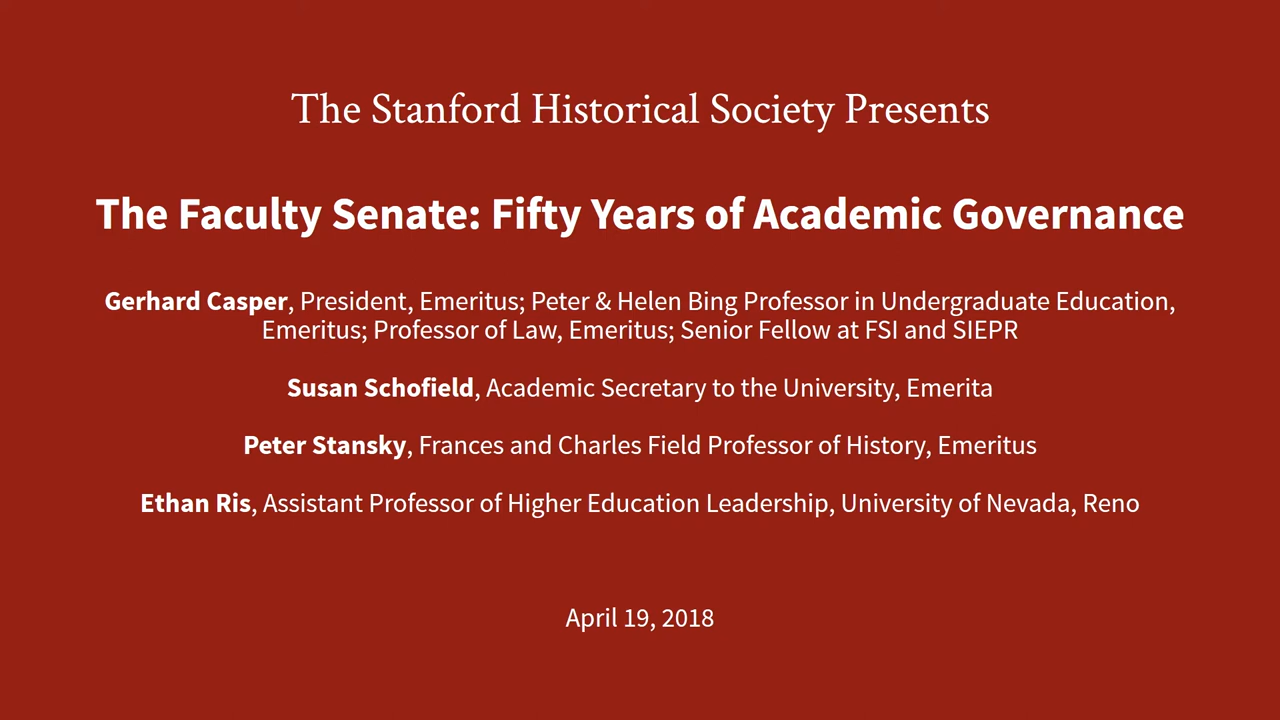 The Stanford Historical Society Presents
The Faculty Senate: Fifty Years of Academic Governance
Gerhard Casper, President, Emeritus; Peter & Helen Bing Professor in Undergraduate Education,
Emeritus; Professor of Law, Emeritus; Senior Fellow at FSI and SIEPR
Susan Schofield, Academic Secretary to the University, Emerita
Peter Stansky, Frances and Charles Field Professor of History, Emeritus
Ethan Ris, Assistant Professor of Higher Education Leadership, University of Nevada, Reno
April 19, 2018